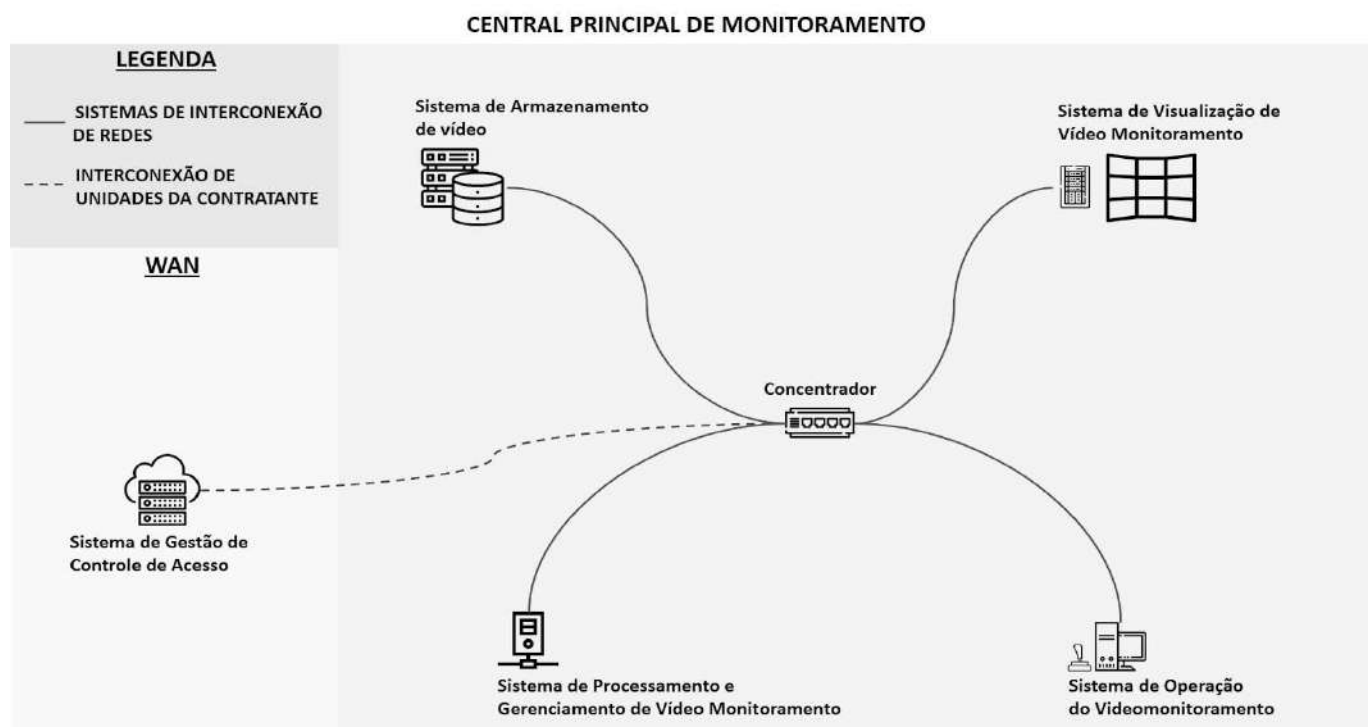 CENTRAL PRINCIPAL DE MONITORAMENTO
LEGENDA
SISTEMAS DE INTERCONEXÃO
DE REDES
INTERCONEXÃO DE
UNIDADES DA CONTRATANTE
WAN
Sistema de Armazenamento
de vídeo
Sistema de Visualização de
Vídeo Monitoramento
Concentrador
Sistema de Gestão de
Controle de Acesso
Sistema de Processamento e
Gerenciamento de Vídeo Monitoramento
Sistema de Operação
do Videomonitoramento